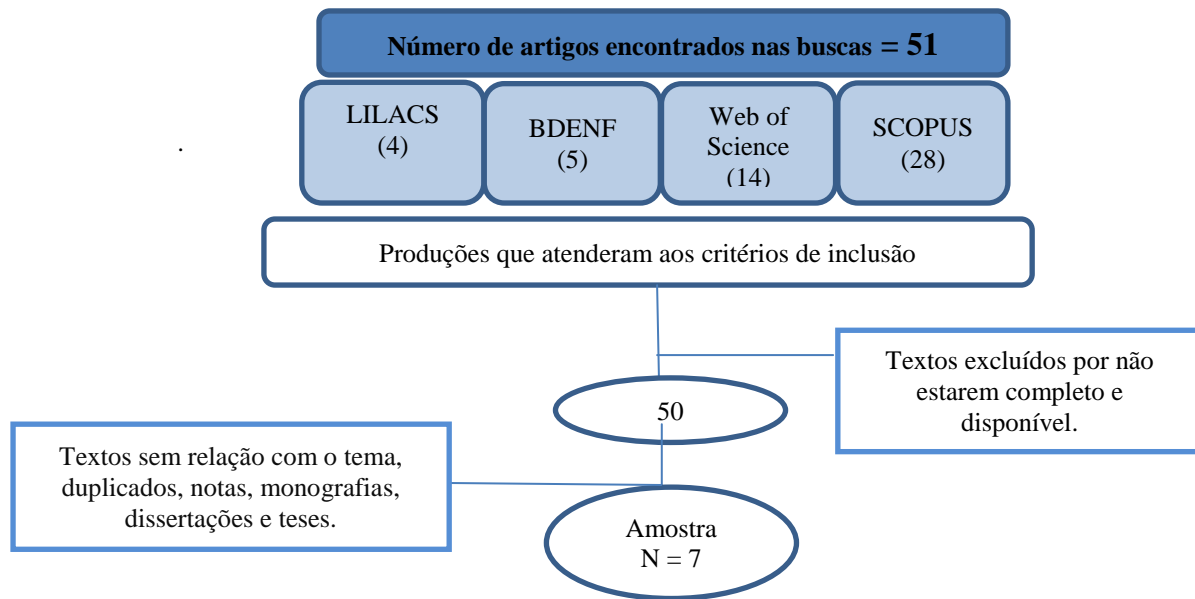 Número de artigos encontrados nas buscas = 51
LILACS
(4)
BDENF
(5)
Web of
Science
(14)
SCOPUS
(28)
.
Produções que atenderam aos critérios de inclusão
Textos excluídos por não
estarem completo e
disponível.
50
Textos sem relação com o tema,
duplicados, notas, monografias,
dissertações e teses.
Amostra
N = 7